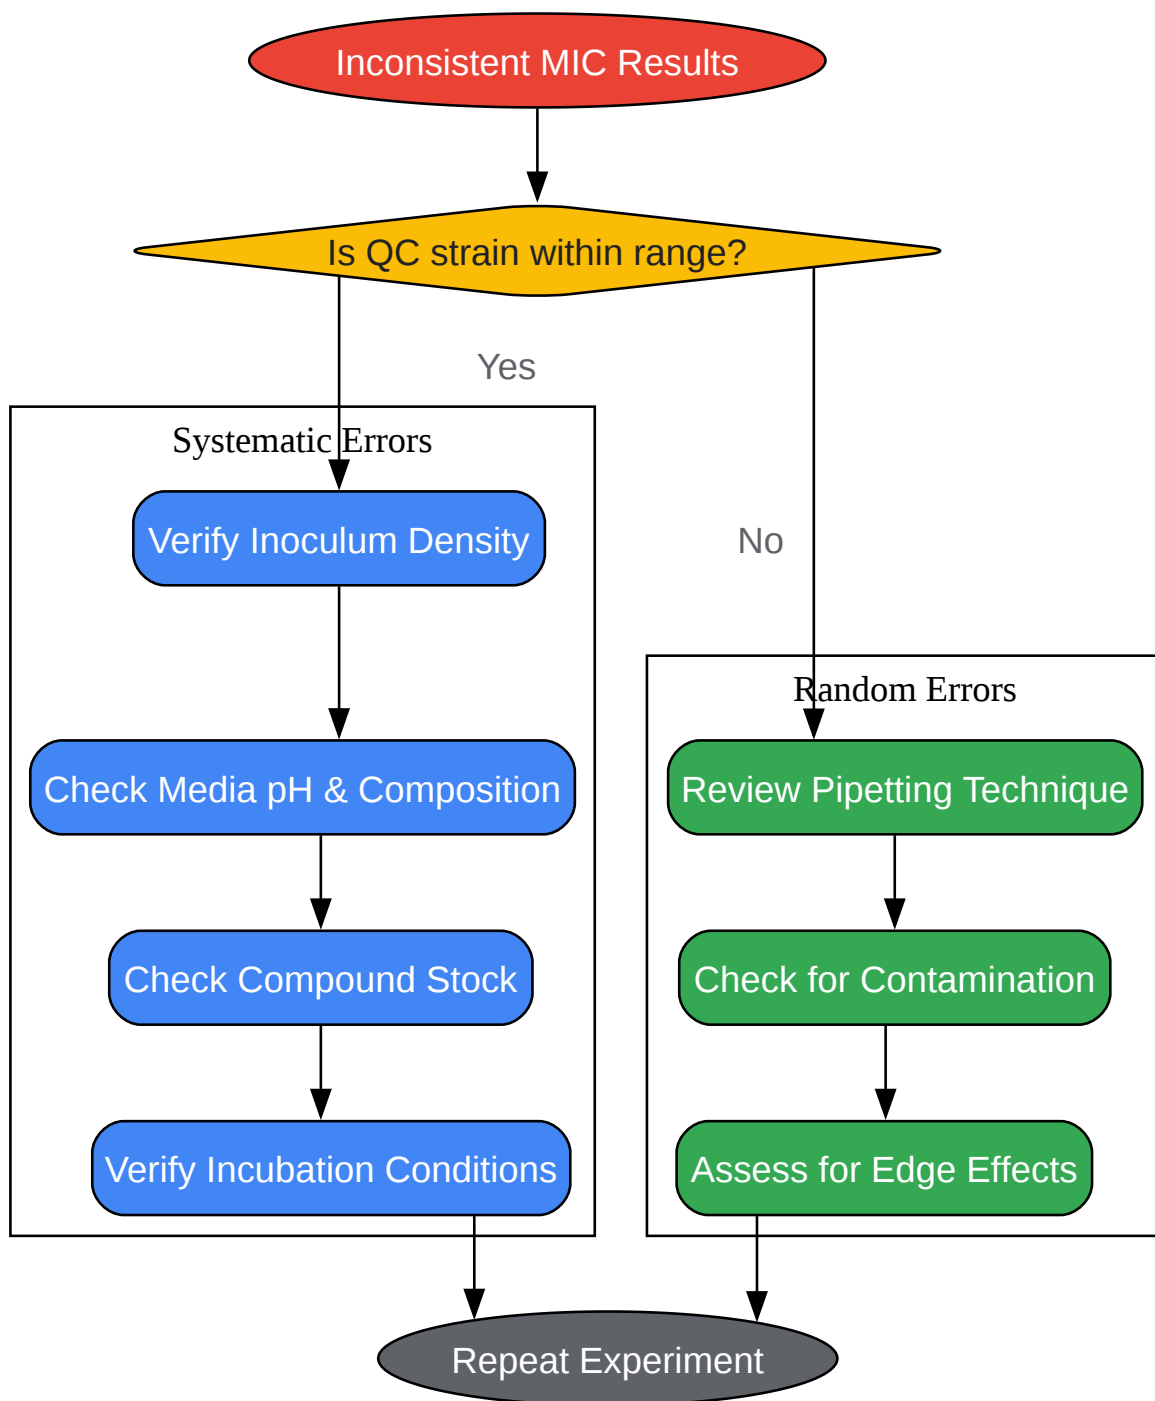 Inconsistent MIC Results
Is QC strain within range?
Yes
Systematic Errors
Verify Inoculum Density
No
Random Errors
Check Media pH & Composition
Review Pipetting Technique
Check Compound Stock
Check for Contamination
Verify Incubation Conditions
Assess for Edge Effects
Repeat Experiment